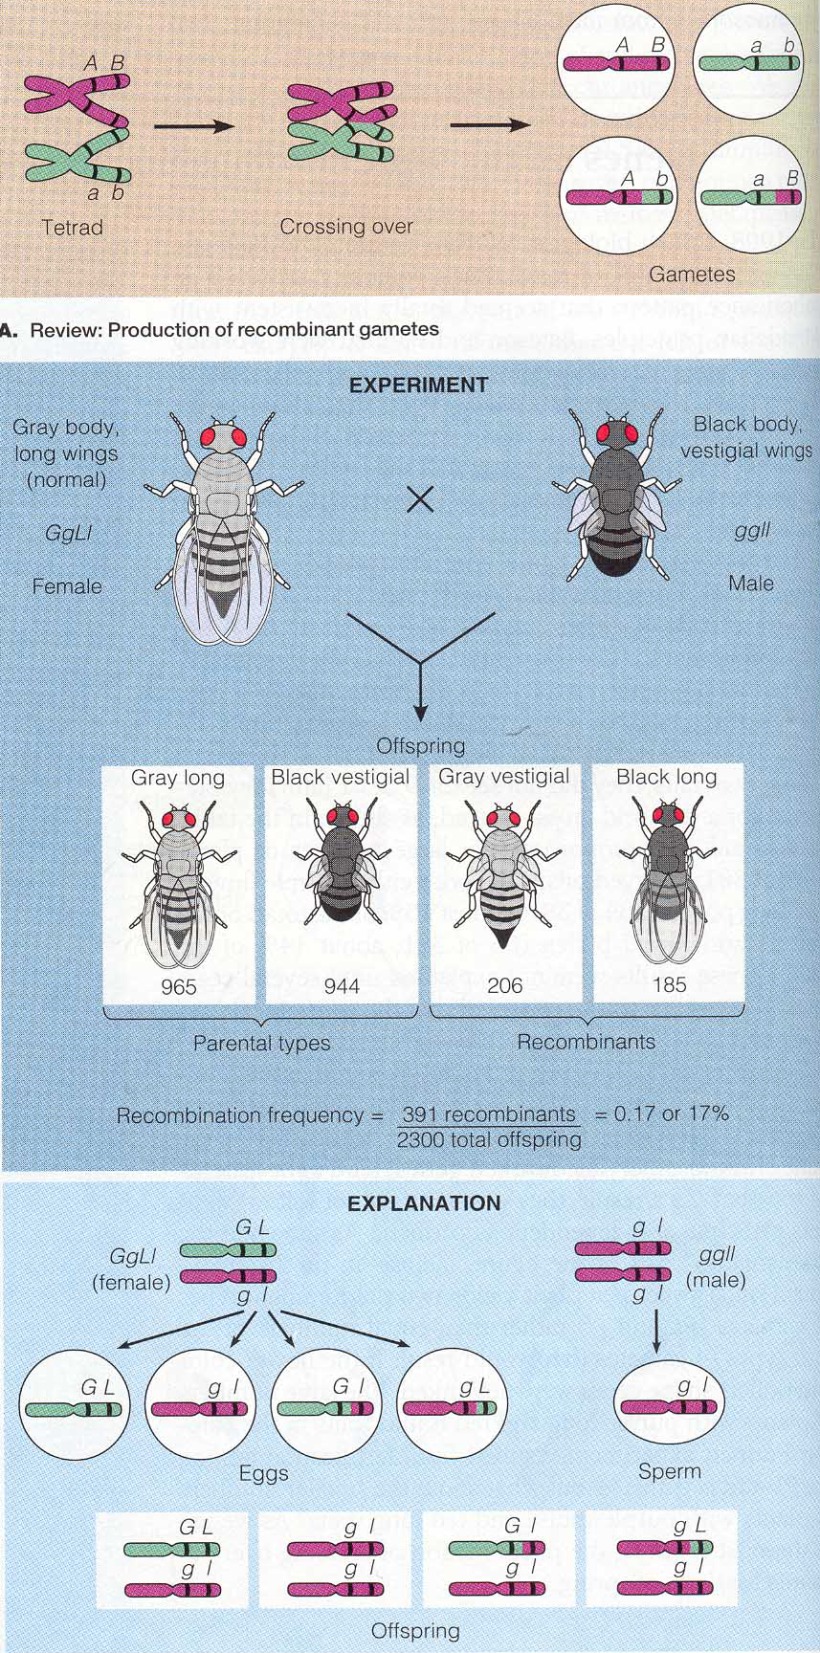 A B
a b
Tetrad
Crossing over
A B
a b
A b
a B
Gametes
A. Review: Production of recombinant gametes
EXPERIMENT
Gray body,
long wings
(normal)
GgLl
Female
Black body,
vestigial wings
ggll
Male
Offspring
Gray long
965
Black vestigial
944
Gray vestigial
206
Black long
185
Parental types
Recombinants
Recombination frequency = 391 recombinants = 0.17 or 17%
2300 total offspring
EXPLANATION
G L
GgLl
(female)
g l
g l
ggll
(male)
g l
G L
g l
G l
g L
Eggs
g l
Sperm
G L
g l
g l
g l
G l
g l
g L
g l
Offspring